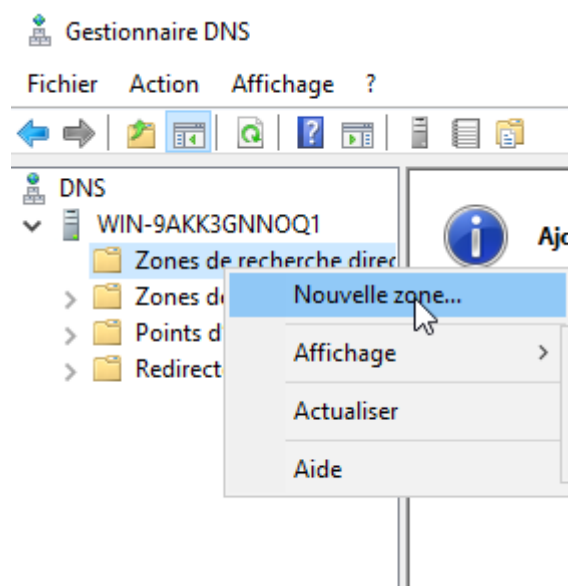 Gestionnaire DNS
Fichier Action Affichage ?
DNS
WIN-9AKK3GNNOQ1
Zones de recherche direc
Zones de
Points d
Redirect
Ajo
Nouvelle zone...
Affichage
Actualiser
Aide